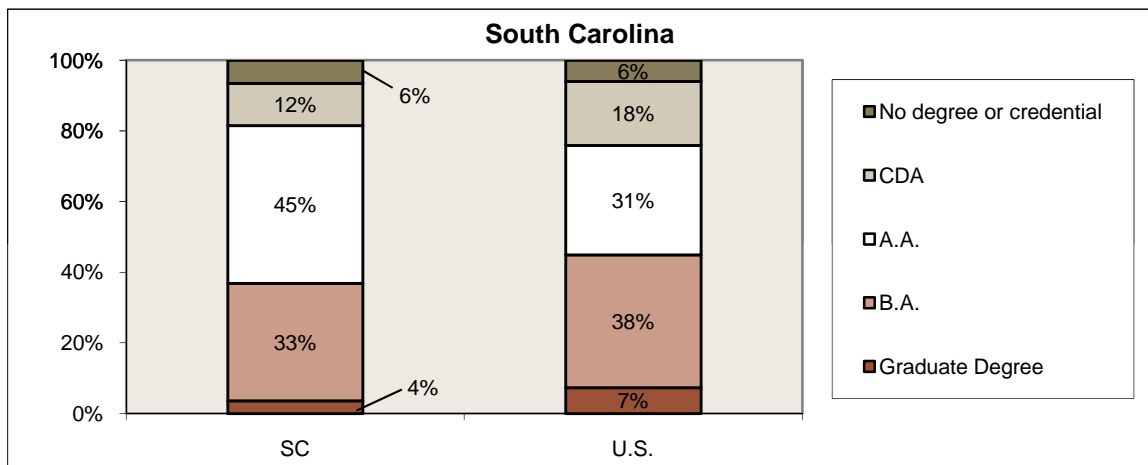 South Carolina
100%
80%
60%
40%
20%
0%
6%
12%
45%
33%
4%
6%
18%
31%
38%
7%
SC
U.S.
No degree or credential
CDA
A.A.
B.A.
Graduate Degree